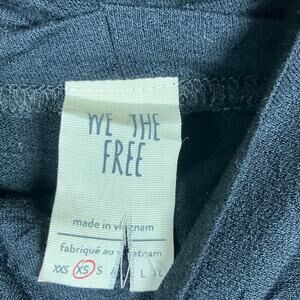 WE THE
FREE
made in vietnam
fabriqué au vietnam
XXS XS S L XL